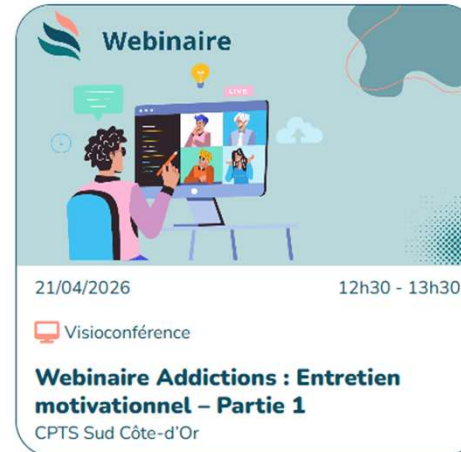 Webinaire
LIVE
21/04/2026
12h30 - 13h30
Visioconférence
Webinaire Addictions : Entretien
motivationnel – Partie 1
CPTS Sud Côte-d'Or